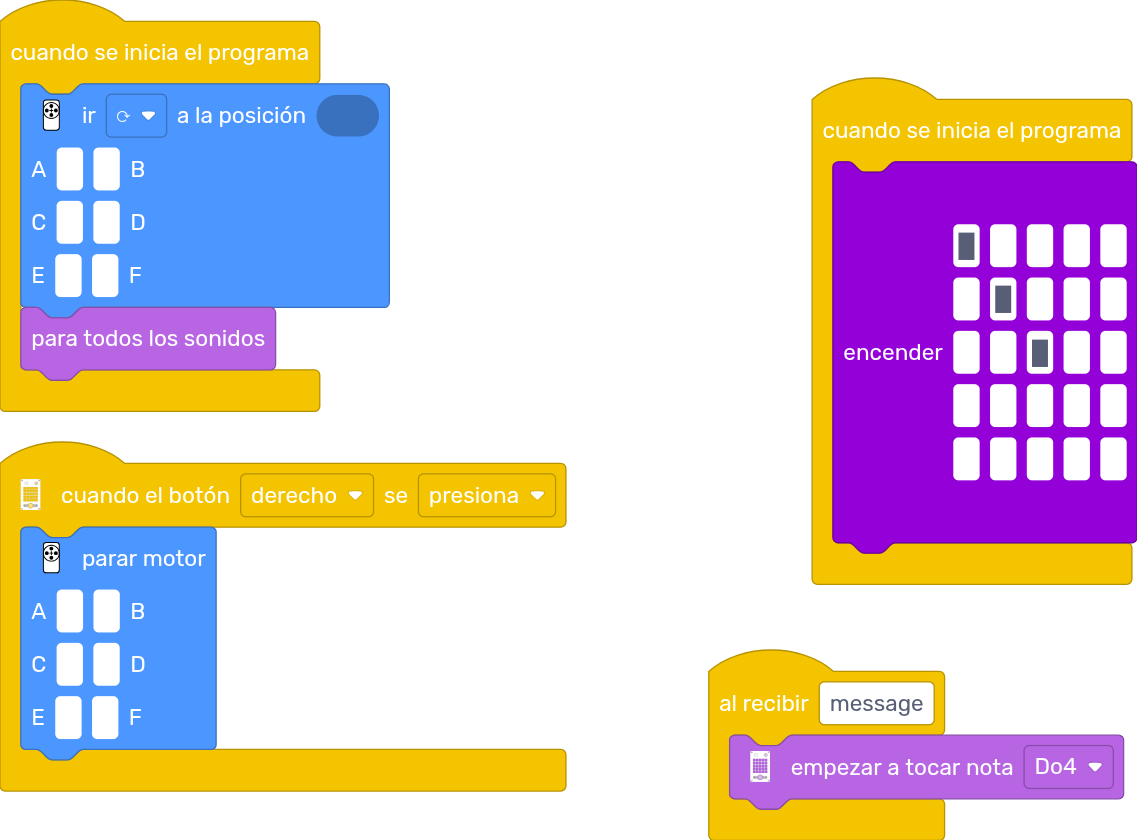 cuando se inicia el programa
ir a la posición
A B
C D
E F
para todos los sonidos
cuando el botón derecho se presiona
parar motor
A B
C D
E F
cuando se inicia el programa
encender
al recibir message
empezar a tocar nota Do4